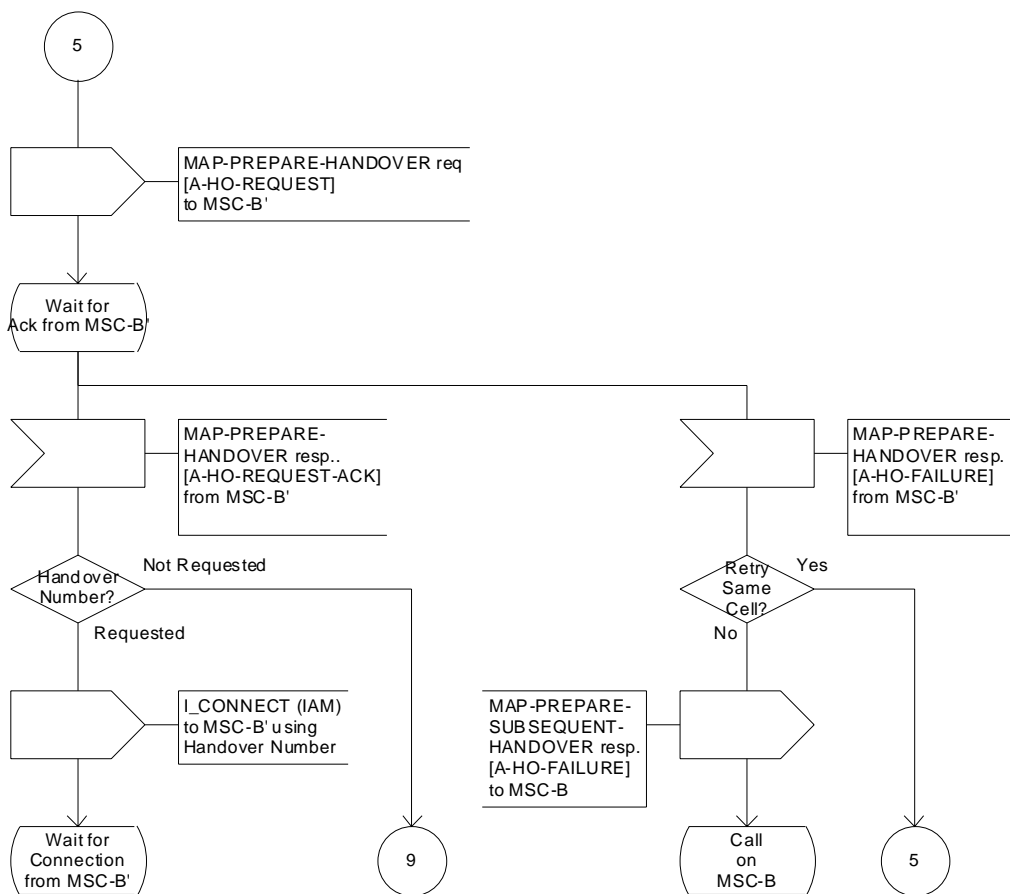 5
MAP-PREPARE-HANDOVER req
[A-HO-REQUEST]
to MSC-B'
Wait for
Ack from MSC-B'
MAP-PREPARE-
HANDOVER resp..
[A-HO-REQUEST-ACK]
from MSC-B'
MAP-PREPARE-
HANDOVER resp.
[A-HO-FAILURE]
from MSC-B'
Handover
Number?
Not Requested
Requested
Retry
Same
Cell?
Yes
No
I_CONNECT (IAM)
to MSC-B' using
Handover Number
MAP-PREPARE-
SUBSEQUENT-
HANDOVER resp.
[A-HO-FAILURE]
to MSC-B
Wait for
Connection
from MSC-B'
9
Call
on
MSC-B
5